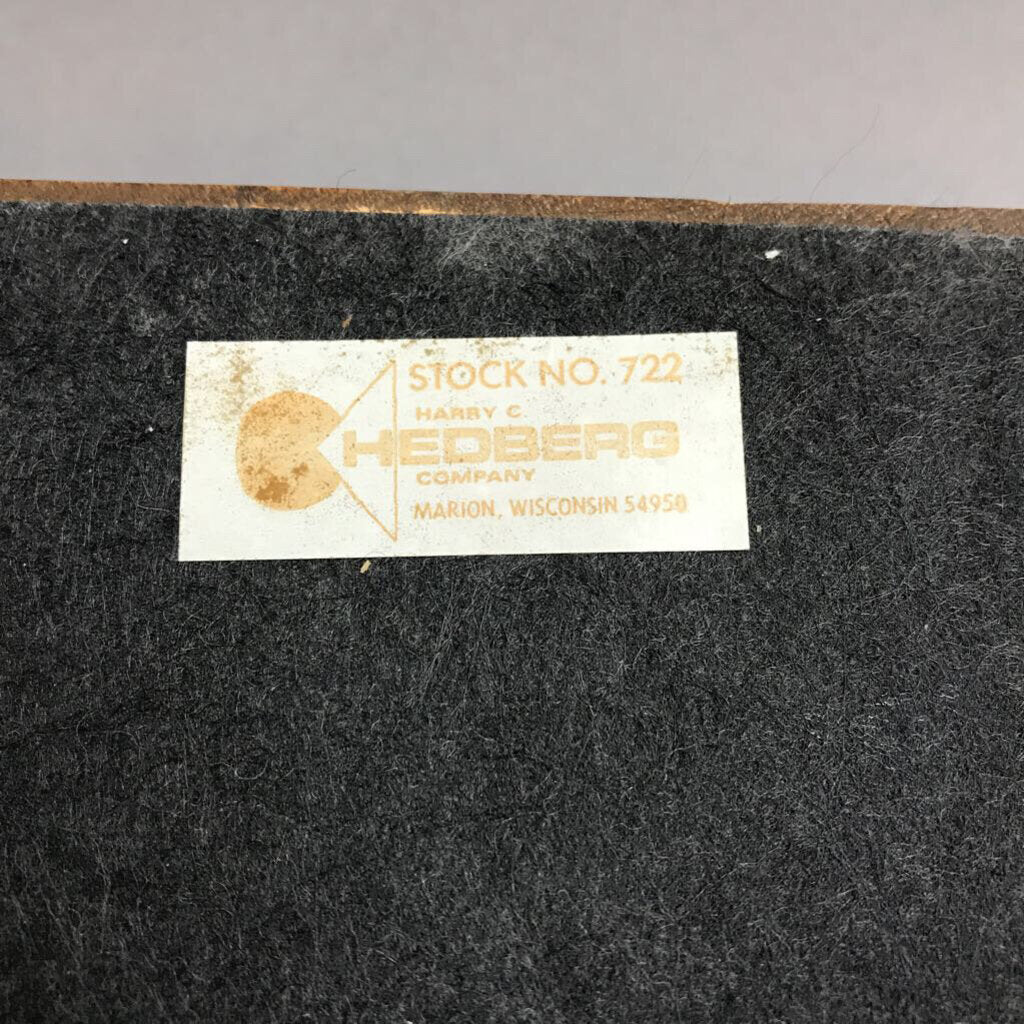 STOCK NO. 722
HARRY C.
HEDBERG
COMPANY
MARION, WISCONSIN 54950